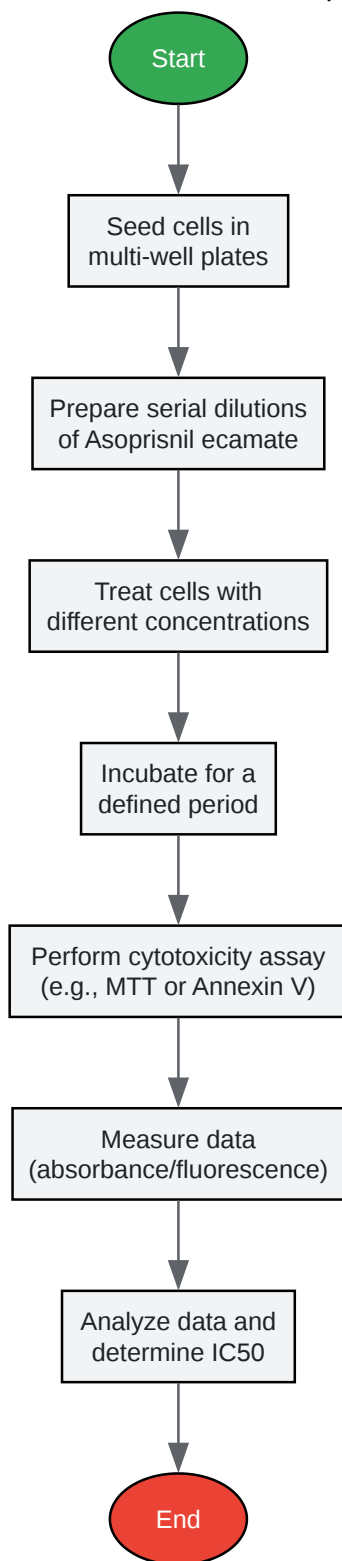 Start
Seed cells in
multi-well plates
Prepare serial dilutions
of Asoprisnil ecamate
Treat cells with
different concentrations
Incubate for a
defined period
Perform cytotoxicity assay
(e.g., MTT or Annexin V)
Measure data
(absorbance/fluorescence)
Analyze data and
determine IC50
End